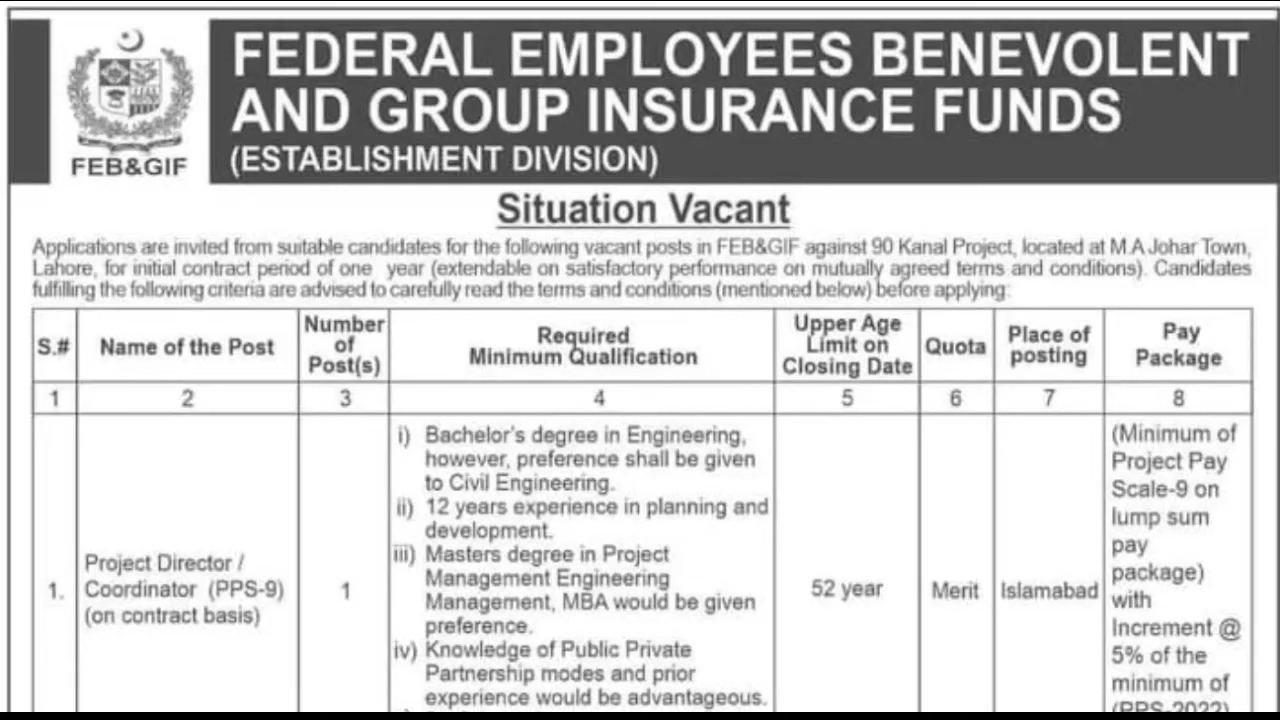 FEDERAL EMPLOYEES BENEVOLENT
AND GROUP INSURANCE FUNDS
(ESTABLISHMENT DIVISION)
FEB&GIF
Situation Vacant
Applications are invited from suitable candidates for the following vacant posts in FEB&GIF against 90 Kanal Project, located at M.A Johar Town,
Lahore, for initial contract period of one year (extendable on satisfactory performance on mutually agreed terms and conditions). Candidates
fulfilling the following criteria are advised to carefully read the terms and conditions (mentioned below) before applying:
S.#
Name of the Post
Number
of
Post(s)
Required
Minimum Qualification
Upper Age
Limit on
Closing Date
Quota
Place of
posting
Pay
Package
1 2 3 4 5 6 7 8
1.
Project Director /
Coordinator (PPS-9)
(on contract basis)
1
i) Bachelor's degree in Engineering,
however, preference shall be given
to Civil Engineering.
ii) 12 years experience in planning and
development.
iii) Masters degree in Project
Management Engineering
Management, MBA would be given
preference.
iv) Knowledge of Public Private
Partnership modes and prior
experience would be advantageous.
52 year
Merit
Islamabad
(Minimum of
Project Pay
Scale-9 on
lump sum
pay
package)
with
Increment @
5% of the
minimum of
(PPS-2022)